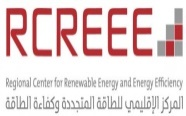 RCREEE
Regional Center for Renewable Energy and Energy Efficiency
المركز الإقليمي للطاقة المتجددة وكفاءة الطاقة